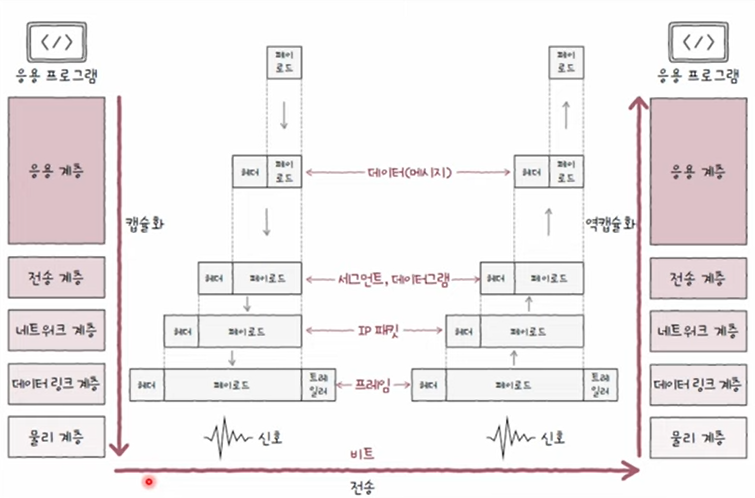 </>
응용 프로그램
응용 계층
전송 계층
네트워크 계층
데이터 링크 계층
물리 계층
캡슐화
페이
로드
헤더
페이
로드
헤더
페이로드
헤더
페이로드
헤더
페이로드
트레
일러
신호
데이터(메시지)
세그먼트, 데이터그램
IP 패킷
프레임
비트
전송
페이
로드
헤더
페이
로드
헤더
페이로드
헤더
페이로드
헤더
페이로드
트레
일러
신호
역캡슐화
</>
응용 프로그램
응용 계층
전송 계층
네트워크 계층
데이터 링크 계층
물리 계층